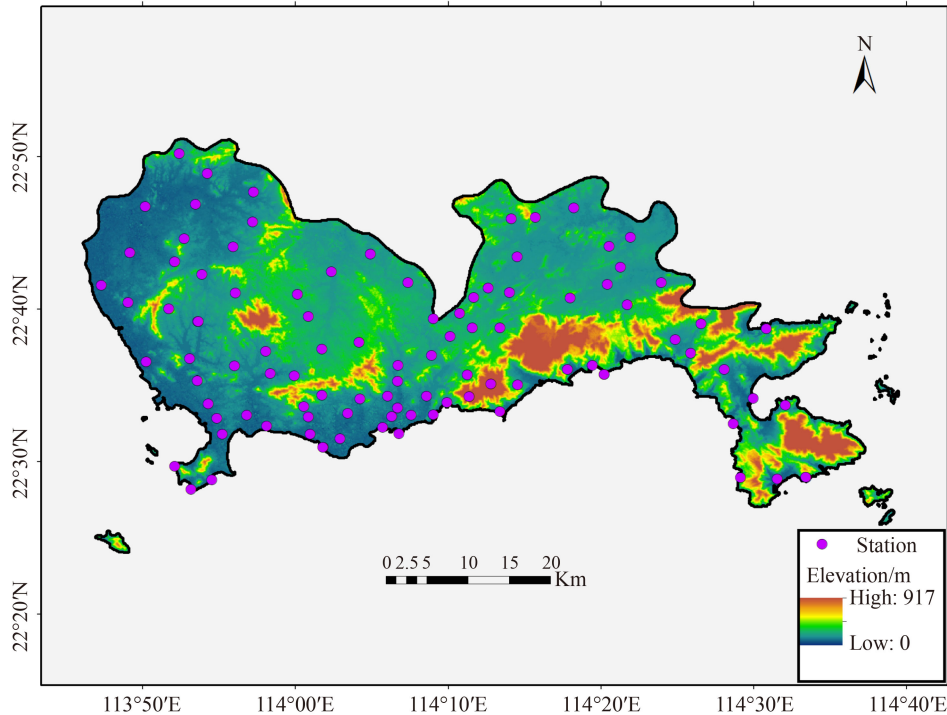 N
22°50′N
22°40′N
22°30′N
22°20′N
0 2.5 5 10 15 20
Km
Station
Elevation/m
High: 917
Low: 0
113°50′E 114°00′E 114°10′E 114°20′E 114°30′E 114°40′E